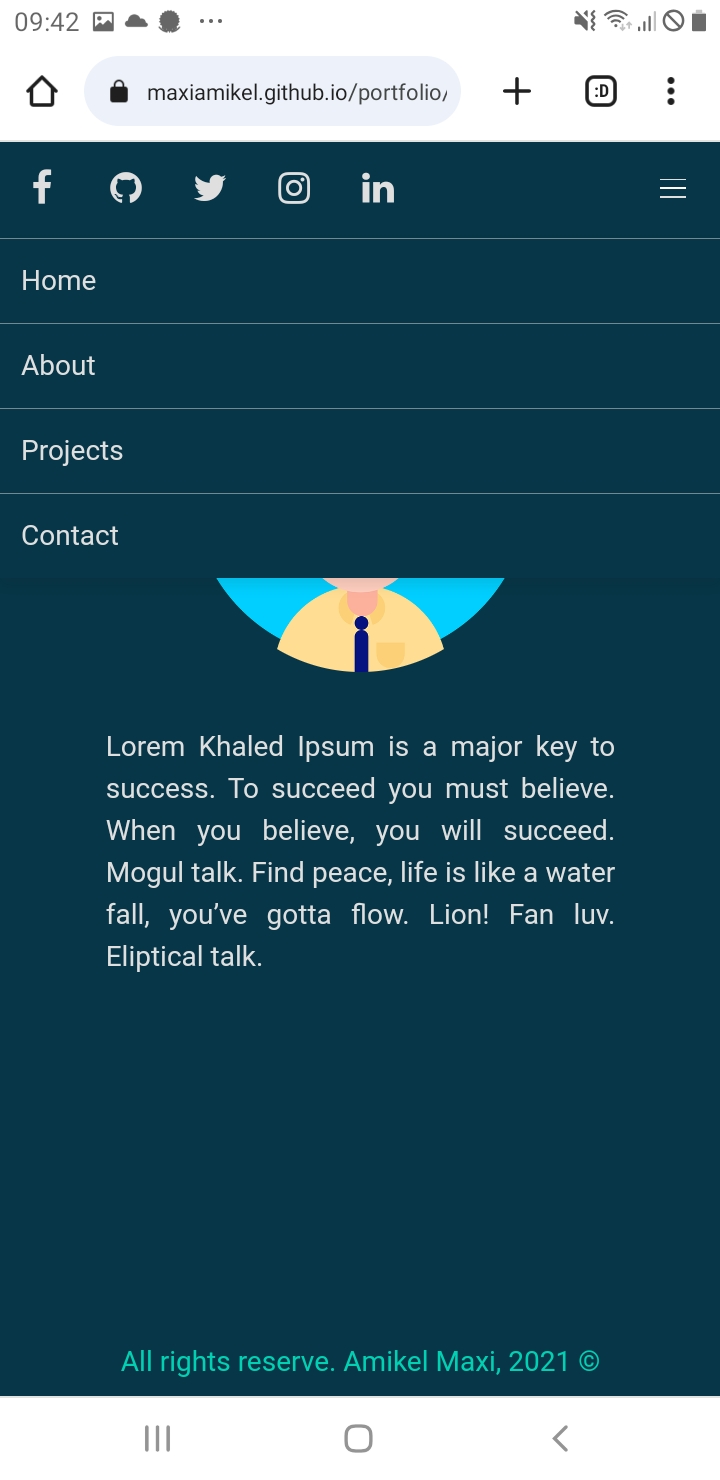 09:42
maxiamikel.github.io/portfolio/
:D
Home
About
Projects
Contact
Lorem Khaled Ipsum is a major key to
success. To succeed you must believe.
When you believe, you will succeed.
Mogul talk. Find peace, life is like a water
fall, you’ve gotta flow. Lion! Fan luv.
Eliptical talk.
All rights reserve. Amikel Maxi, 2021 ©